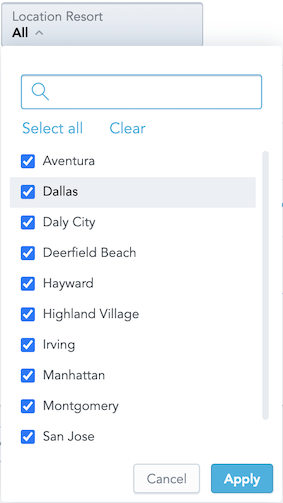 Location Resort
All
Select all Clear
Aventura
Dallas
Daly City
Deerfield Beach
Hayward
Highland Village
Irving
Manhattan
Montgomery
San Jose
Cancel Apply